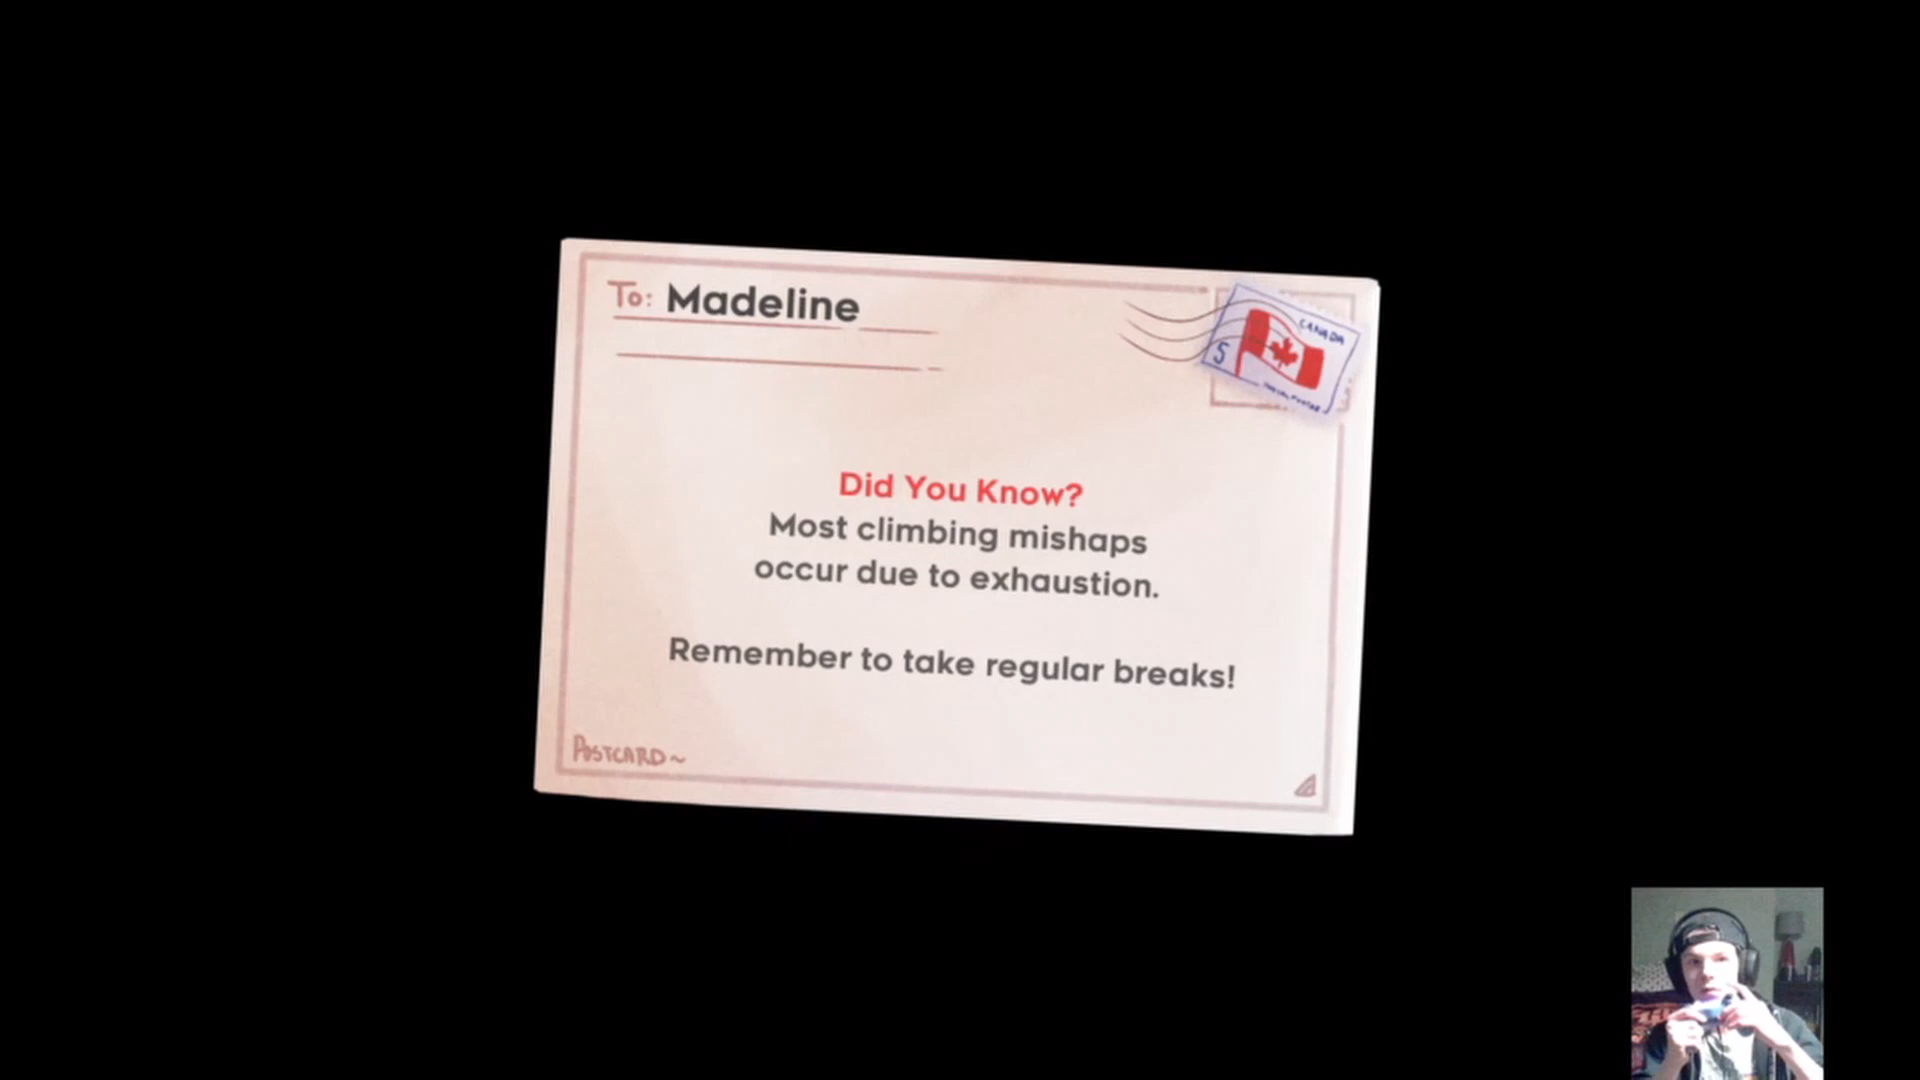 To: Madeline
CANADA
5
Did You Know?
Most climbing mishaps
occur due to exhaustion.
Remember to take regular breaks!
POSTCARD~